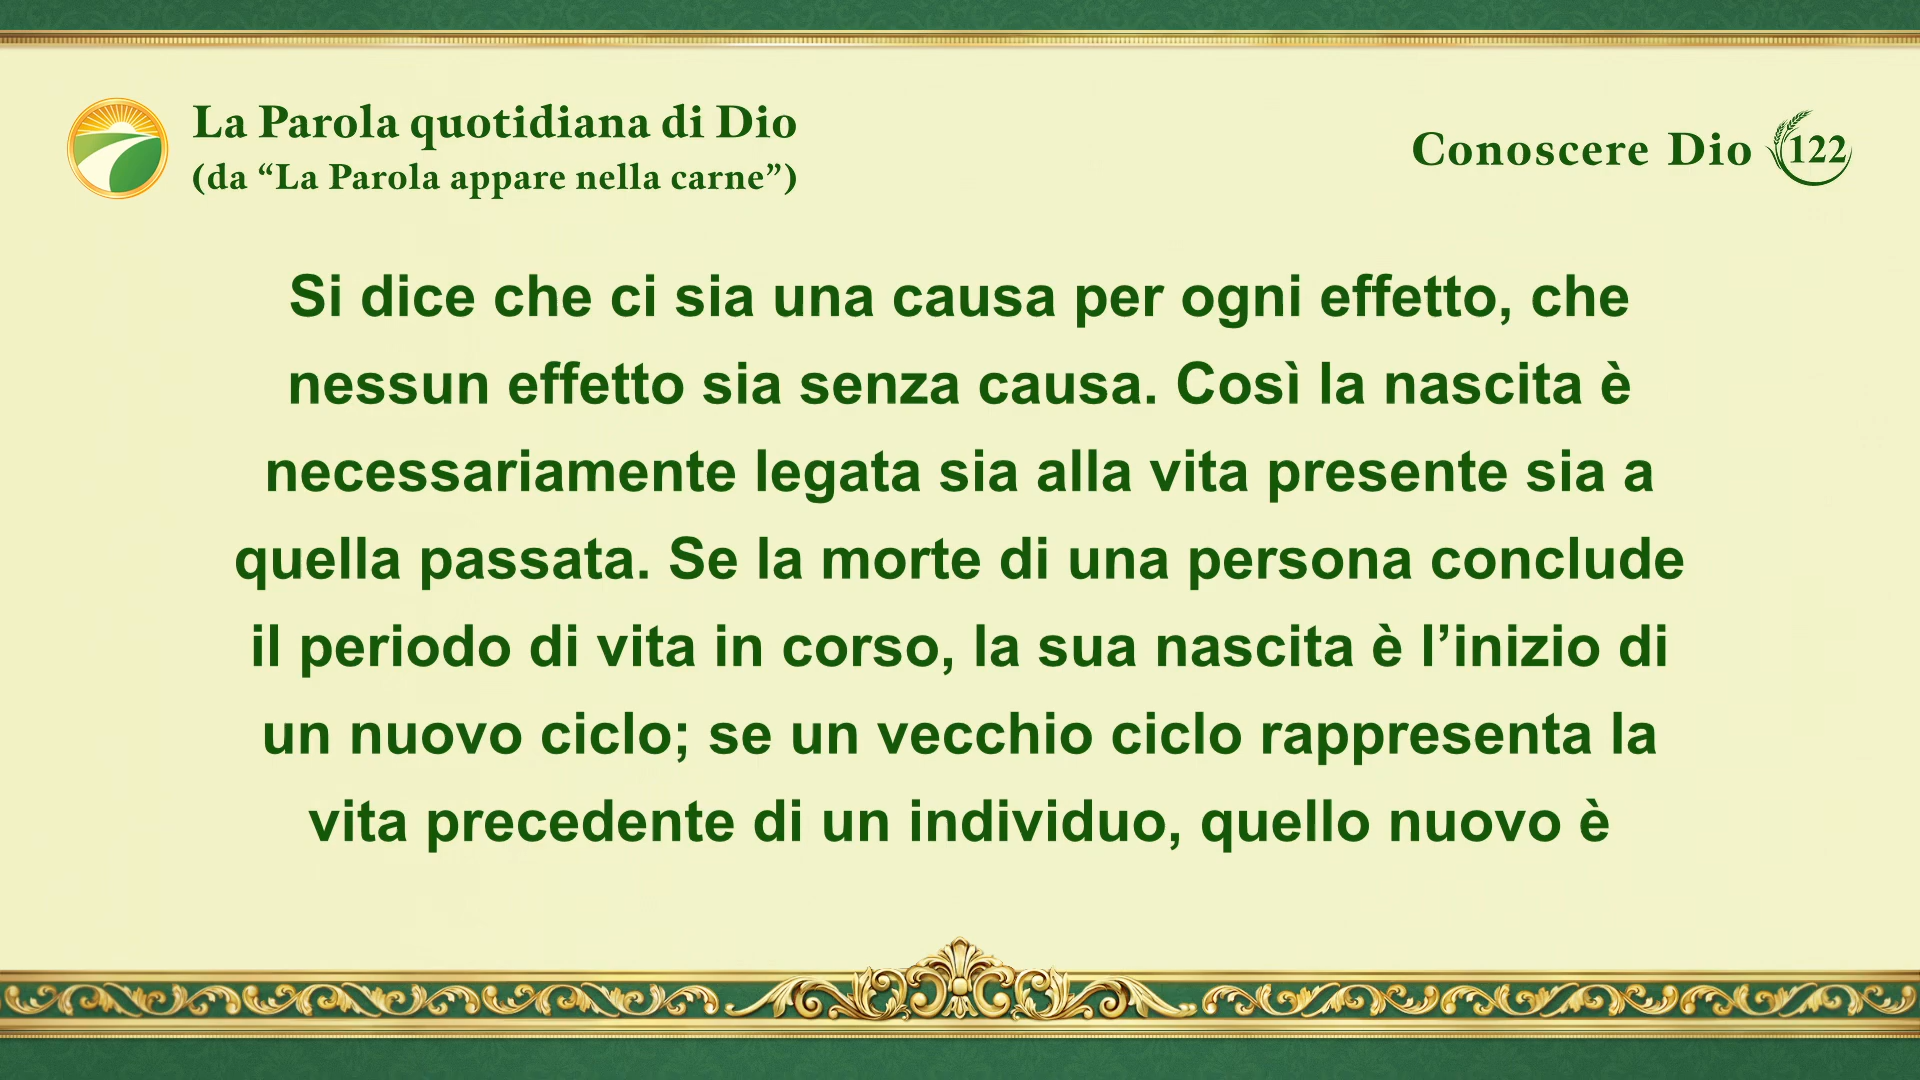 La Parola quotidiana di Dio
(da “La Parola appare nella carne”)
Conoscere Dio 122
Si dice che ci sia una causa per ogni effetto, che
nessun effetto sia senza causa. Così la nascita è
necessariamente legata sia alla vita presente sia a
quella passata. Se la morte di una persona conclude
il periodo di vita in corso, la sua nascita è l’inizio di
un nuovo ciclo; se un vecchio ciclo rappresenta la
vita precedente di un individuo, quello nuovo è